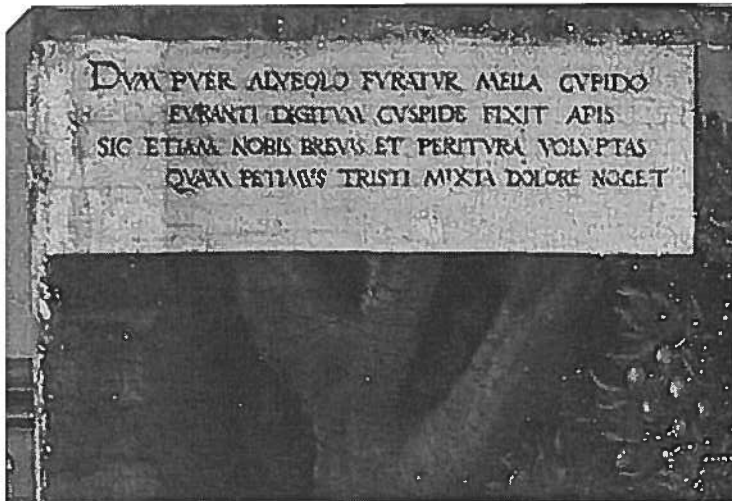 DVM PVER ALVEOLO FVRATVR MELLA CVPIDO
FVRANTI DIGITVM CVSPIDE FIXIT APIS
SIC ETIAM NOBIS BREVIS ET PERITVRA VOLVPTAS
QVAM PETIMVS TRISTI MIXTA DOLORE NOCET